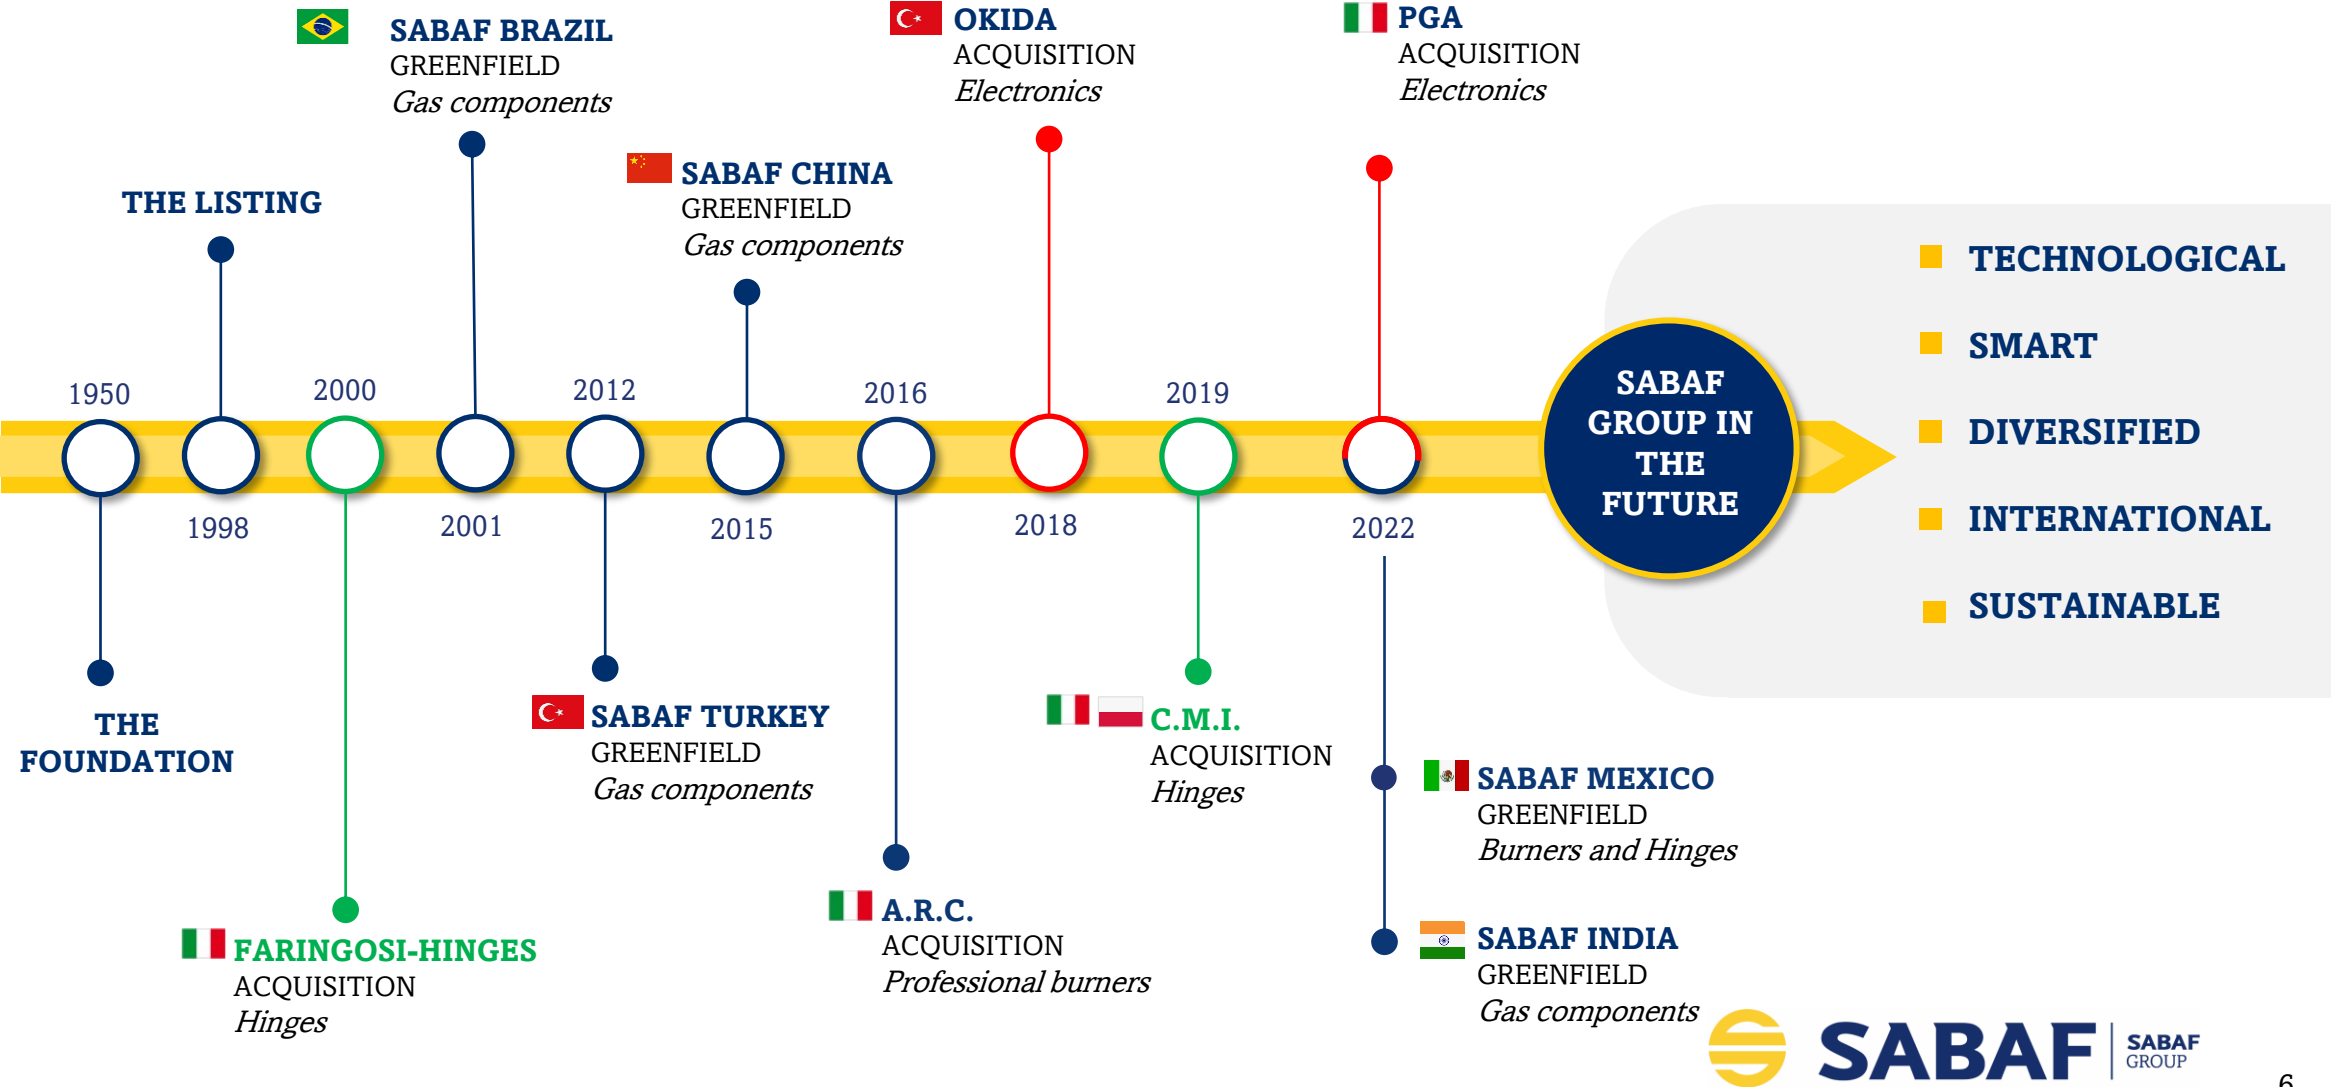 SABAF BRAZIL
GREENFIELD
Gas components
OKIDA
ACQUISITION
Electronics
PGA
ACQUISITION
Electronics
THE LISTING
SABAF CHINA
GREENFIELD
Gas components
1950
2000
2012
2016
2019
1998
2001
2015
2018
2022
SABAF
GROUP IN
THE
FUTURE
TECHNOLOGICAL
SMART
DIVERSIFIED
INTERNATIONAL
SUSTAINABLE
THE
FOUNDATION
SABAF TURKEY
GREENFIELD
Gas components
C.M.I.
ACQUISITION
Hinges
SABAF MEXICO
GREENFIELD
Burners and Hinges
FARINGOSI-HINGES
ACQUISITION
Hinges
A.R.C.
ACQUISITION
Professional burners
SABAF INDIA
GREENFIELD
Gas components
SABAF
SABAF
GROUP
6